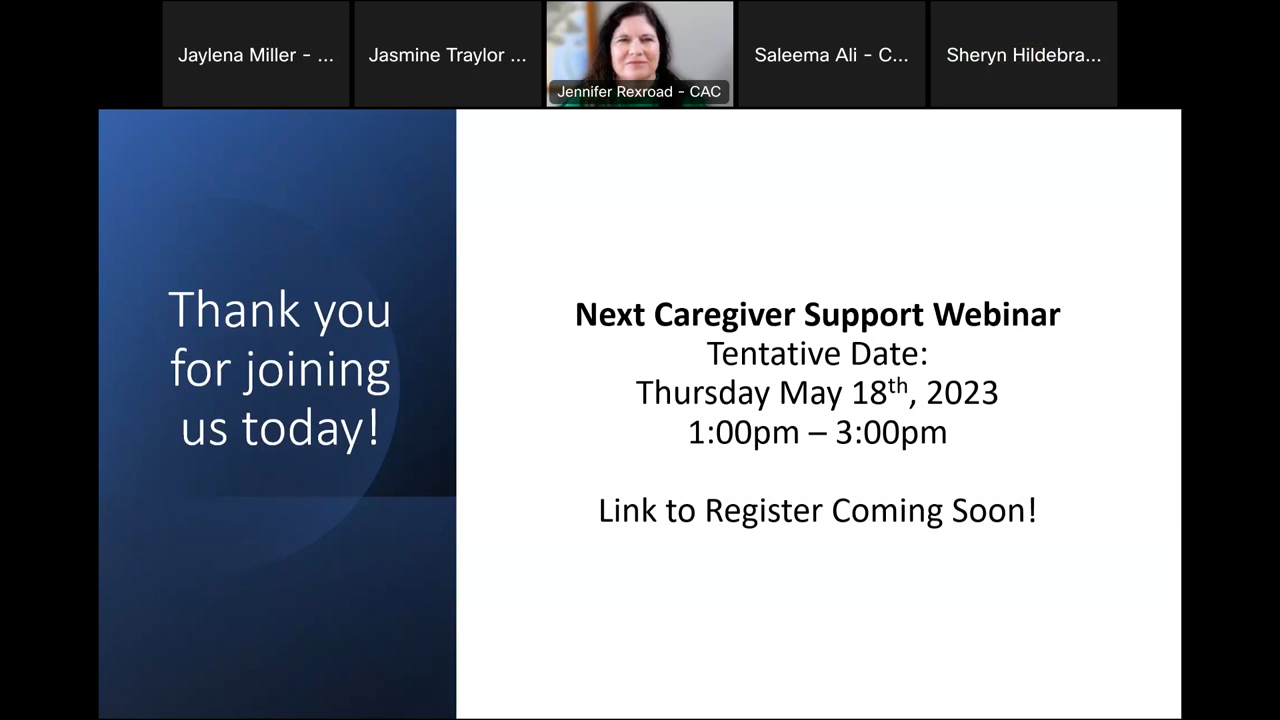 Jaylena Miller - ...
Jasmine Traylor ...
Jennifer Rexroad - CAC
Saleema Ali - C...
Sheryn Hildebra...
Thank you
for joining
us today!
Next Caregiver Support Webinar
Tentative Date:
Thursday May 18th, 2023
1:00pm – 3:00pm
Link to Register Coming Soon!